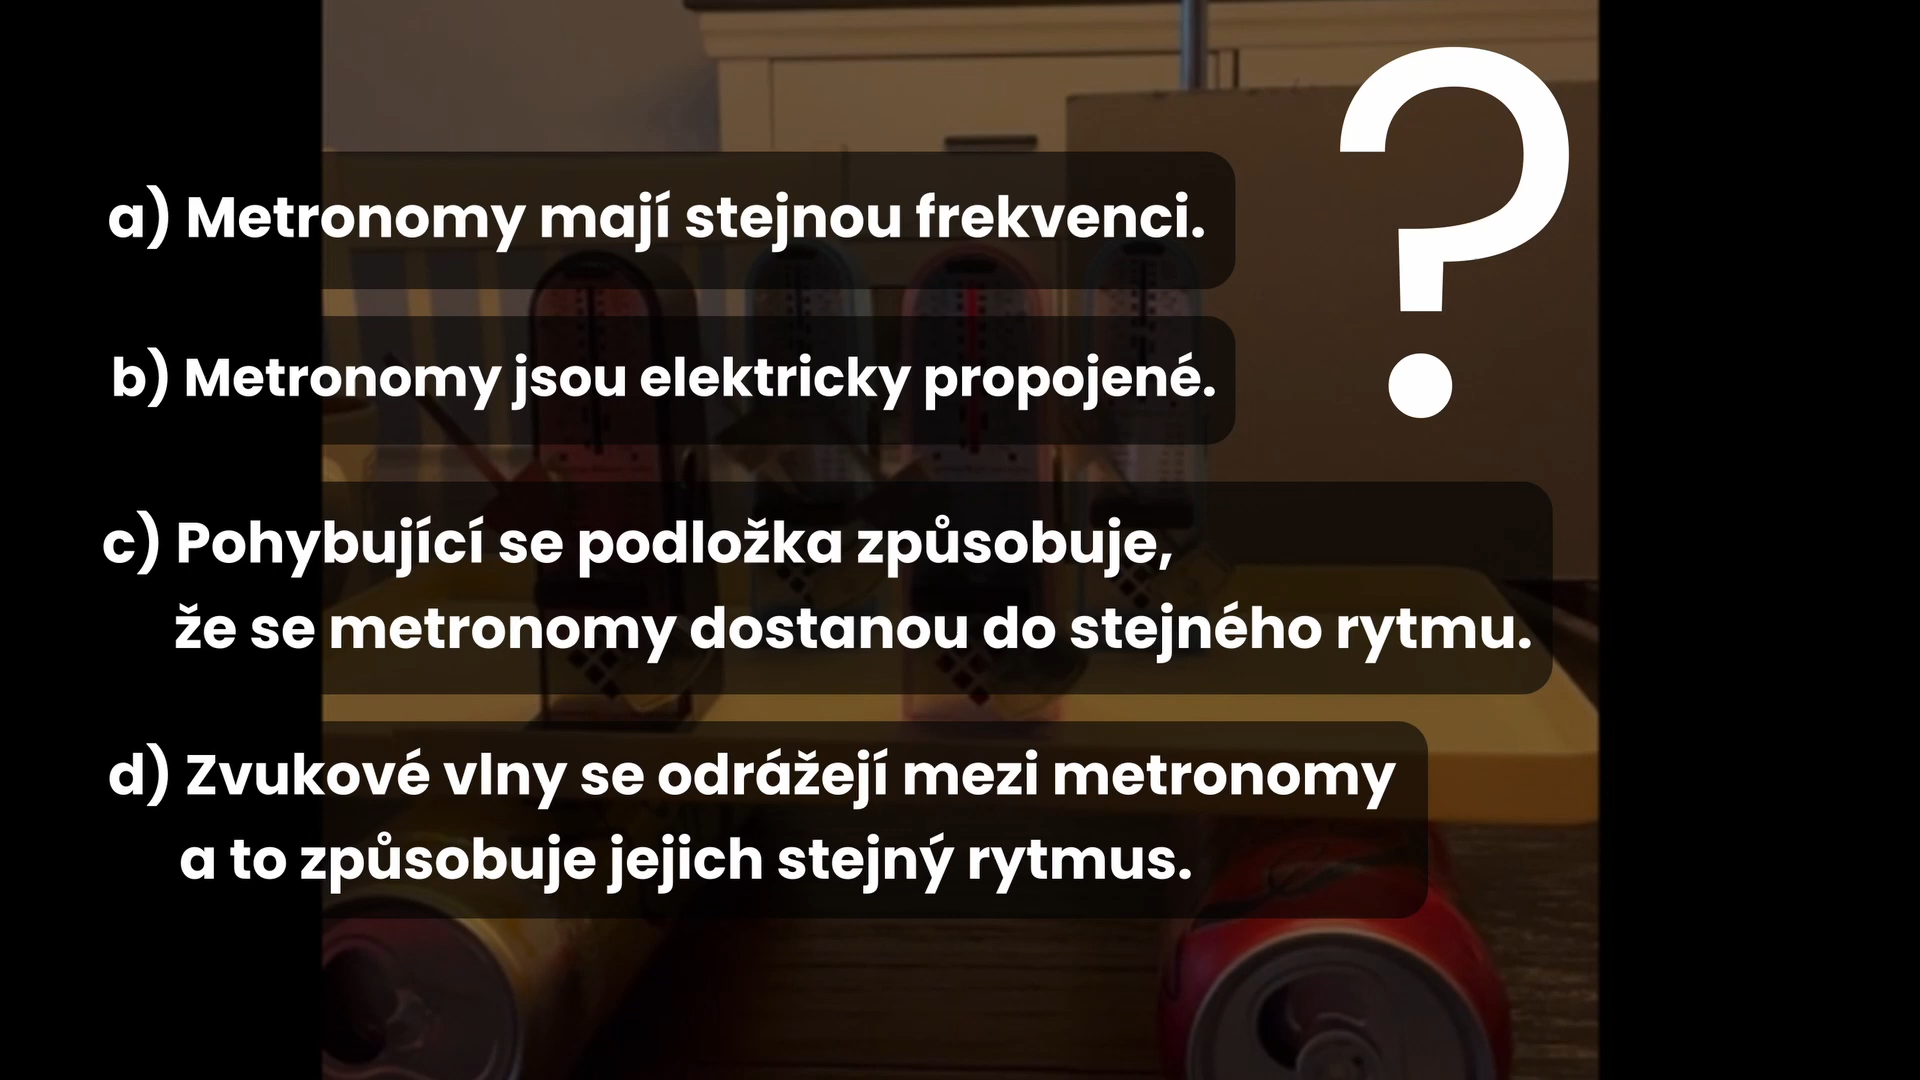 a) Metronomy mají stejnou frekvenci.
?
b) Metronomy jsou elektricky propojené.
c) Pohybující se podložka způsobuje,
že se metronomy dostanou do stejného rytmu.
d) Zvukové vlny se odrážejí mezi metronomy
a to způsobuje jejich stejný rytmus.